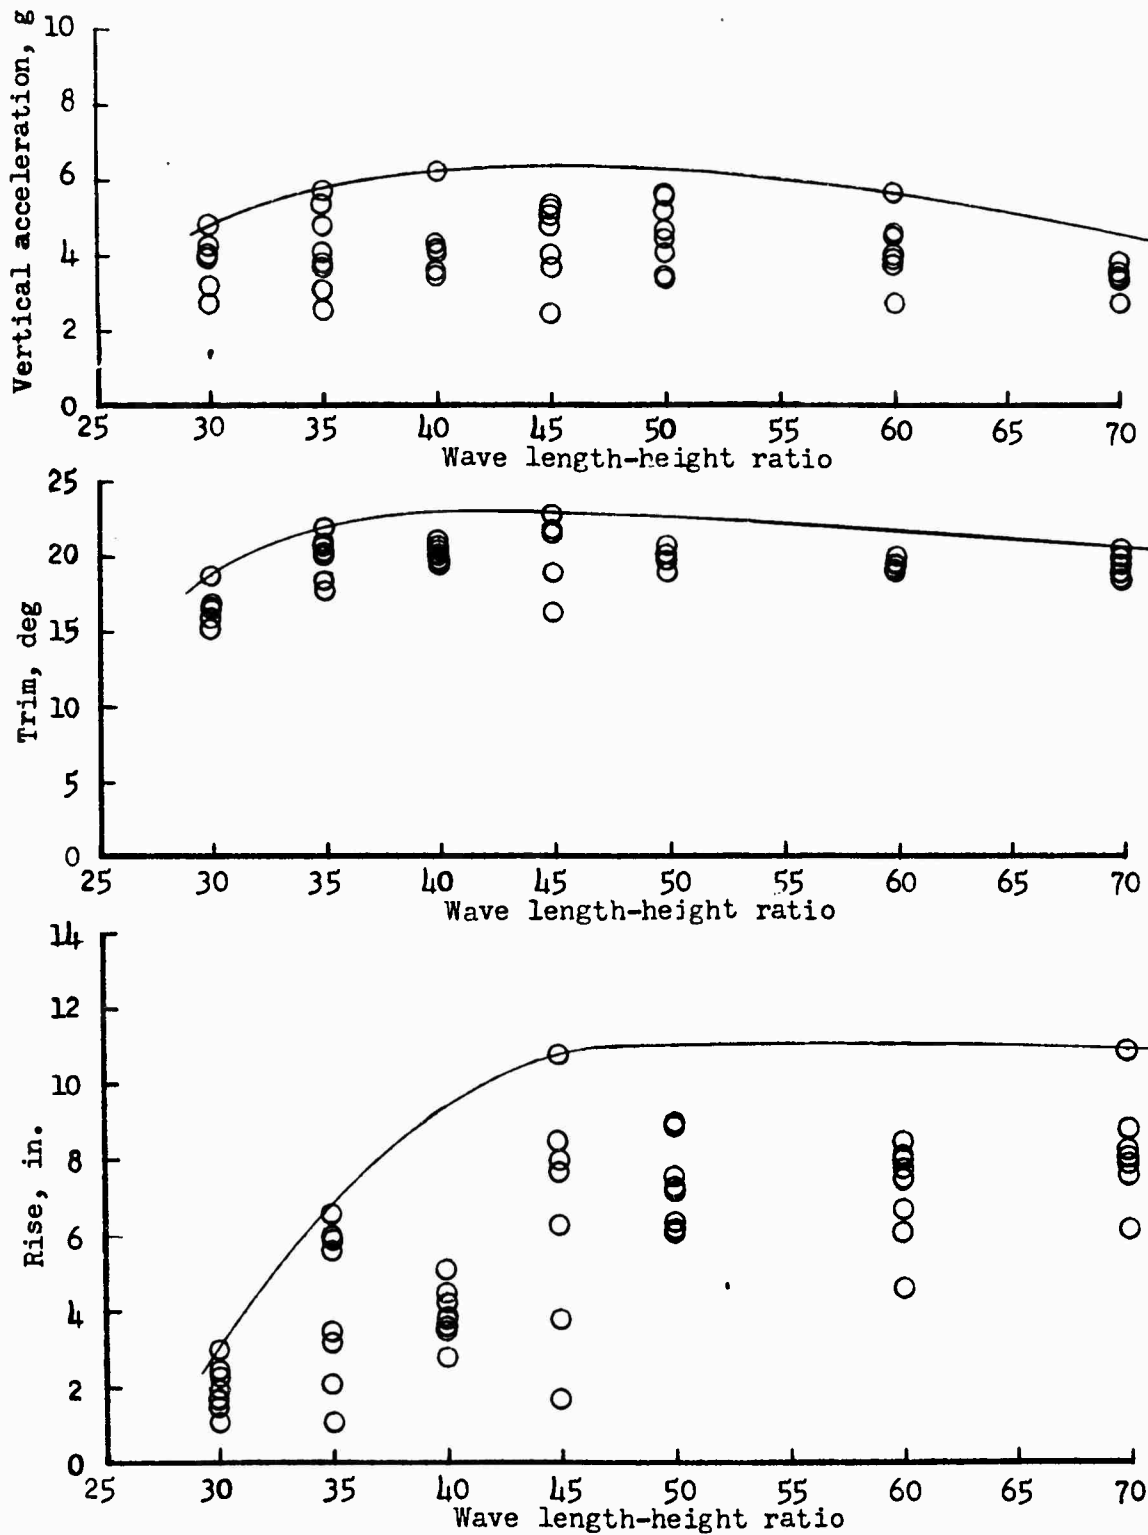 Vertical acceleration, g
10
8
6
4
2
0
25 30 35 40 45 50 55 60 65 70
Wave length-height ratio
Trim, deg
25
20
15
10
5
0
25 30 35 40 45 50 55 60 65 70
Wave length-height ratio
Rise, in.
14
12
10
8
6
4
2
0
25 30 35 40 45 50 55 60 65 70
Wave length-height ratio